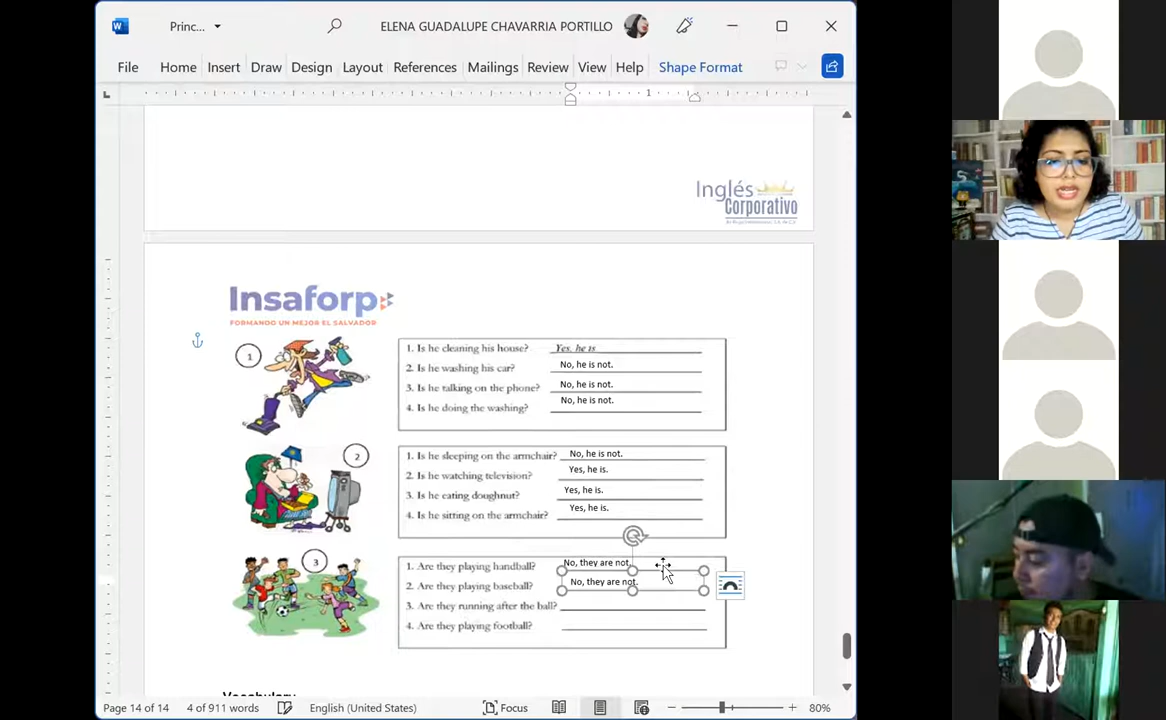 Princ...
ELENA GUADALUPE CHAVARRIA PORTILLO
File Home Insert Draw Design Layout References Mailings Review View Help Shape Format
1
Inglés
Corporativo
Insaforp
FORMANDO UN MEJOR EL SALVADOR
1
1. Is he cleaning his house? Yes, he is
2. Is he washing his car? No, he is not.
3. Is he talking on the phone? No, he is not.
4. Is he doing the washing? No, he is not.
2
1. Is he sleeping on the armchair? No, he is not.
2. Is he watching television? Yes, he is.
3. Is he eating doughnut? Yes, he is.
4. Is he sitting on the armchair? Yes, he is.
3
1. Are they playing handball? No, they are not.
2. Are they playing baseball? No, they are not.
3. Are they running after the ball?
4. Are they playing football?
Vocabulary
Page 14 of 14 4 of 911 words English (United States) Focus 80%